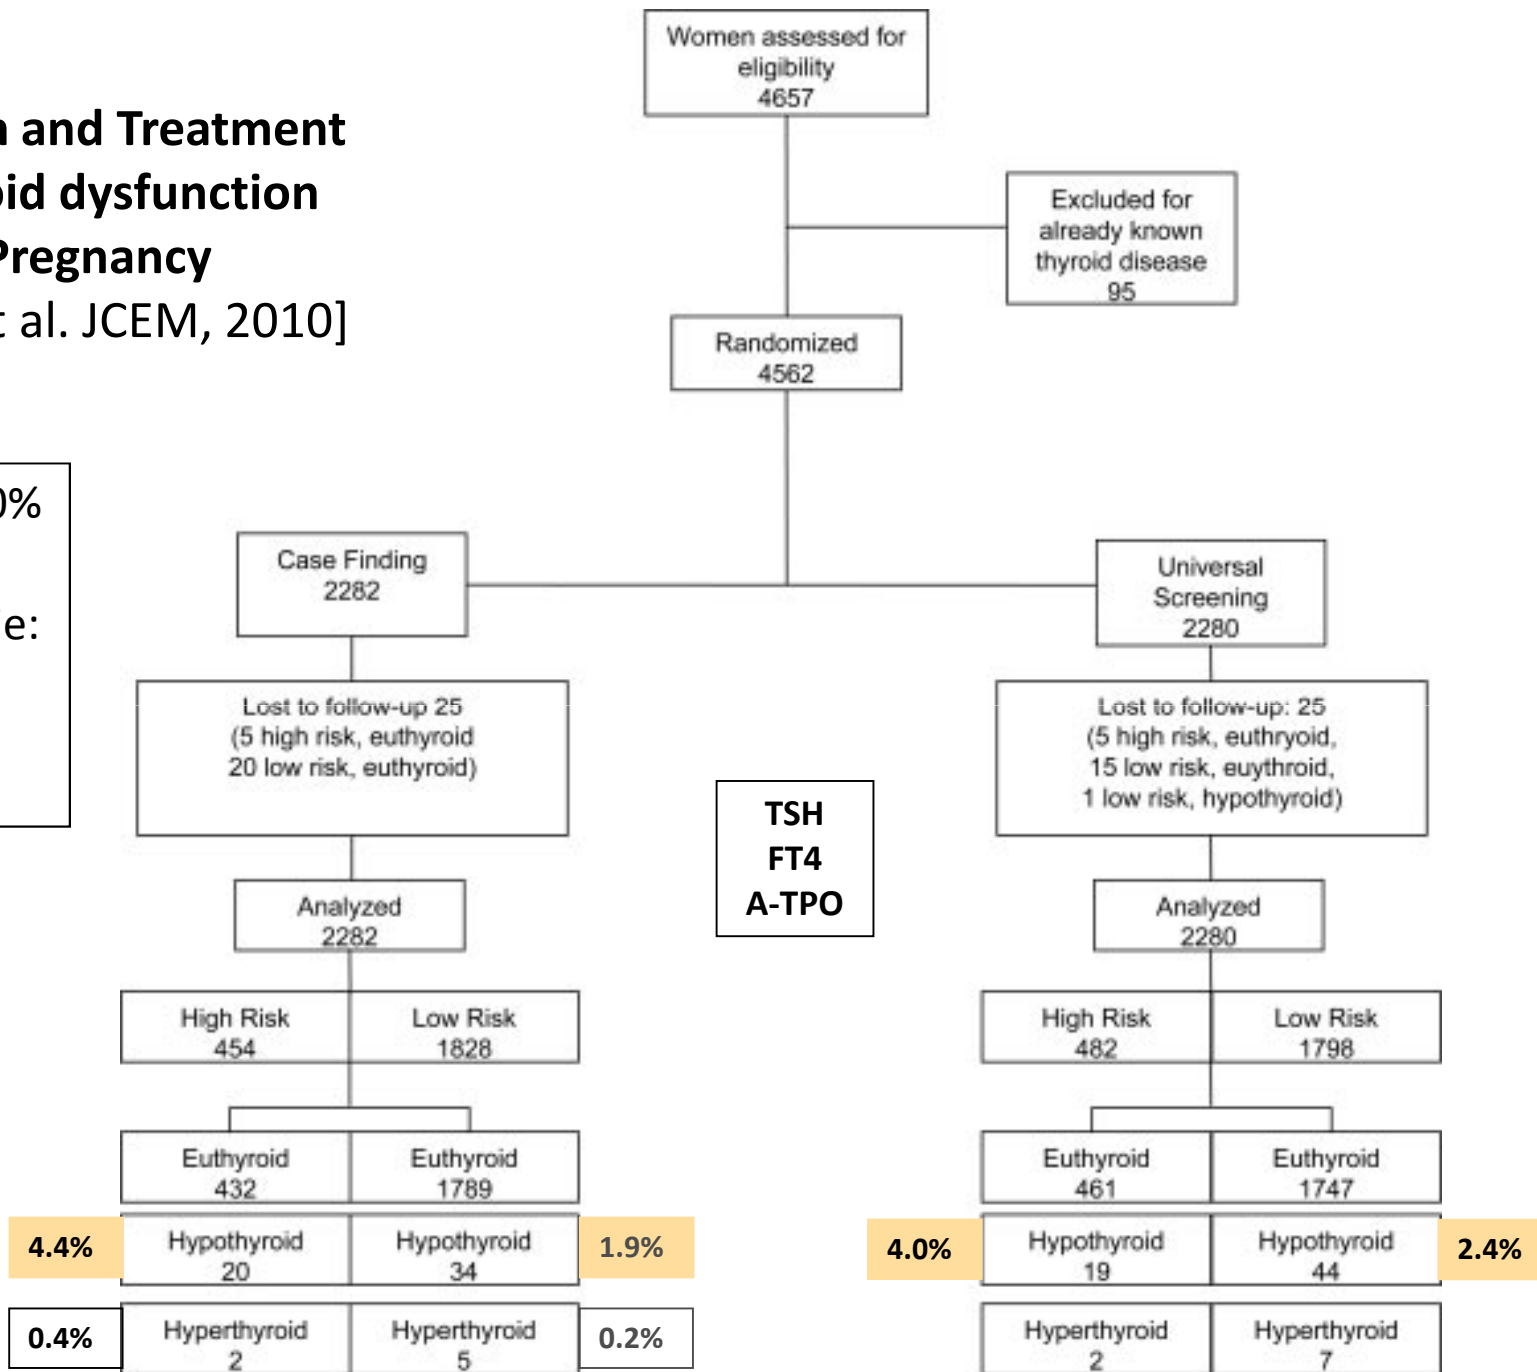 Women assessed for
eligibility
4657
and Treatment
dysfunction
Pregnancy
al. JCEM, 2010]
Excluded for
already known
thyroid disease
95
Randomized
4562
0%
e:
Case Finding
2282
Universal
Screening
2280
Lost to follow-up 25
(5 high risk, euthyroid
20 low risk, euthyroid)
Lost to follow-up: 25
(5 high risk, euthryoid,
15 low risk, euythroid,
1 low risk, hypothyroid)
TSH
FT4
A-TPO
Analyzed
2282
Analyzed
2280
High Risk
454
Low Risk
1828
High Risk
482
Low Risk
1798
Euthyroid
432
Euthyroid
1789
Euthyroid
461
Euthyroid
1747
4.4%
Hypothyroid
20
Hypothyroid
34
1.9%
4.0%
Hypothyroid
19
Hypothyroid
44
2.4%
0.4%
Hyperthyroid
2
Hyperthyroid
5
0.2%
Hyperthyroid
2
Hyperthyroid
7